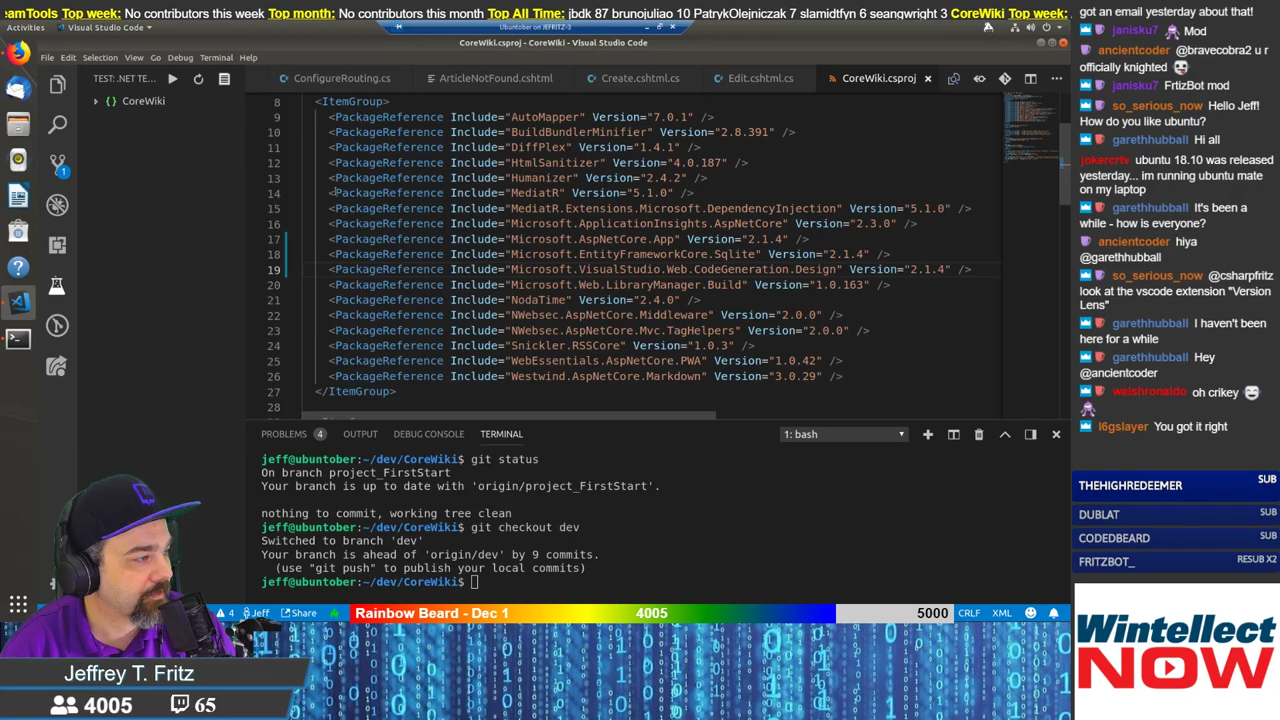 eamTools Top week: No contributors this week Top month: No contributors this month Top All Time: jbdk 87 brunojuliao 10 PatrykOlejniczak 7 slamidtfyn 6 seangwright 3 CoreWiki Top week:
Activities Visual Studio Code Ubuntober on JEFRITZ-3
CoreWiki.csproj - CoreWiki - Visual Studio Code
File Edit Selection View Go Debug Terminal Help
TEST: .NET TE...
CoreWiki
ConfigureRouting.cs ArticleNotFound.cshtml Create.cshtml.cs Edit.cshtml.cs CoreWiki.csproj
8 <ItemGroup>
9 <PackageReference Include="AutoMapper" Version="7.0.1" />
10 <PackageReference Include="BuildBundlerMinifier" Version="2.8.391" />
11 <PackageReference Include="DiffPlex" Version="1.4.1" />
12 <PackageReference Include="HtmlSanitizer" Version="4.0.187" />
13 <PackageReference Include="Humanizer" Version="2.4.2" />
14 <PackageReference Include="MediatR" Version="5.1.0" />
15 <PackageReference Include="MediatR.Extensions.Microsoft.DependencyInjection" Version="5.1.0" />
16 <PackageReference Include="Microsoft.ApplicationInsights.AspNetCore" Version="2.3.0" />
17 <PackageReference Include="Microsoft.AspNetCore.App" Version="2.1.4" />
18 <PackageReference Include="Microsoft.EntityFrameworkCore.Sqlite" Version="2.1.4" />
19 <PackageReference Include="Microsoft.VisualStudio.Web.CodeGeneration.Design" Version="2.1.4" />
20 <PackageReference Include="Microsoft.Web.LibraryManager.Build" Version="1.0.163" />
21 <PackageReference Include="NodaTime" Version="2.4.0" />
22 <PackageReference Include="NWebsec.AspNetCore.Middleware" Version="2.0.0" />
23 <PackageReference Include="NWebsec.AspNetCore.Mvc.TagHelpers" Version="2.0.0" />
24 <PackageReference Include="Snickler.RSSCore" Version="1.0.3" />
25 <PackageReference Include="WebEssentials.AspNetCore.PWA" Version="1.0.42" />
26 <PackageReference Include="Westwind.AspNetCore.Markdown" Version="3.0.29" />
27 </ItemGroup>
28
PROBLEMS 4 OUTPUT DEBUG CONSOLE TERMINAL 1: bash
jeff@ubuntober:~/dev/CoreWiki$ git status
On branch project_FirstStart
Your branch is up to date with 'origin/project_FirstStart'.
nothing to commit, working tree clean
jeff@ubuntober:~/dev/CoreWiki$ git checkout dev
Switched to branch 'dev'
Your branch is ahead of 'origin/dev' by 9 commits.
(use "git push" to publish your local commits)
jeff@ubuntober:~/dev/CoreWiki$
4 Jeff Share Rainbow Beard - Dec 1 4005 5000 CRLF XML
Jeffrey T. Fritz
4005 65
got an email yesterday about that!
janisku7 Mod
ancientcoder @bravecobra2 u r
officially knighted
janisku7 FrtizBot mod
so_serious_now Hello Jeff!
How do you like ubuntu?
garethhubball Hi all
jokercrtv ubuntu 18.10 was released
yesterday... im running ubuntu mate
on my laptop
garethhubball It's been a
while - how is everyone?
ancientcoder hiya
@garethhubball
so_serious_now @csharpfritz
look at the vscode extension "Version
Lens"
garethhubball I haven't been
here for a while
garethhubball Hey
@ancientcoder
welshronaldo oh crikey
l6gslayer You got it right
THEHIGHREDEEMER SUB
DUBLAT SUB
CODEDBEARD SUB
FRITZBOT_ RESUB X2
Wintellect
NOW